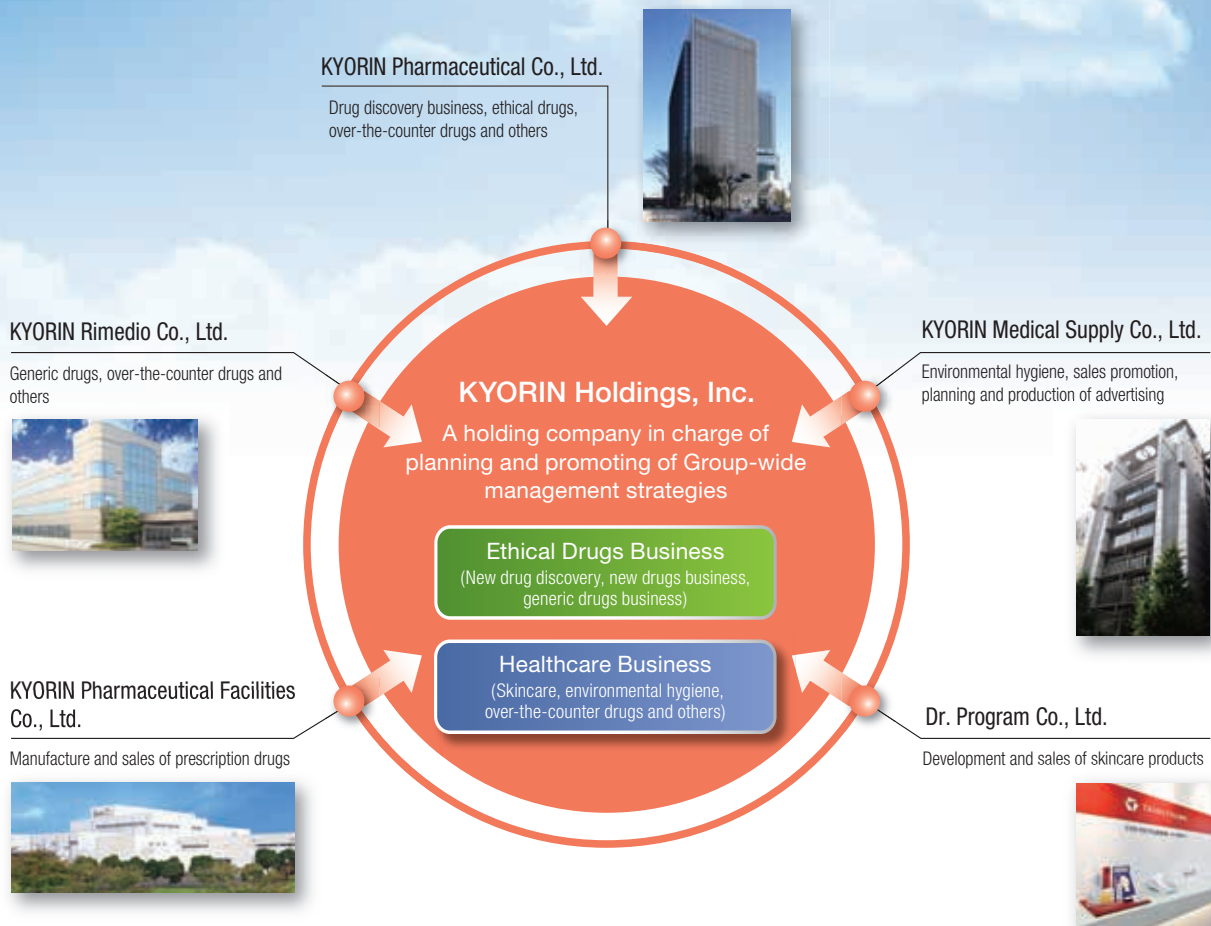 KYORIN Pharmaceutical Co., Ltd.
Drug discovery business, ethical drugs,
over-the-counter drugs and others
KYORIN Rimedio Co., Ltd.
Generic drugs, over-the-counter drugs and
others
KYORIN Medical Supply Co., Ltd.
Environmental hygiene, sales promotion,
planning and production of advertising
KYORIN Holdings, Inc.
A holding company in charge of
planning and promoting of Group-wide
management strategies
Ethical Drugs Business
(New drug discovery, new drugs business,
generic drugs business)
Healthcare Business
(Skincare, environmental hygiene,
over-the-counter drugs and others)
KYORIN Pharmaceutical Facilities
Co., Ltd.
Manufacture and sales of prescription drugs
Dr. Program Co., Ltd.
Development and sales of skincare products